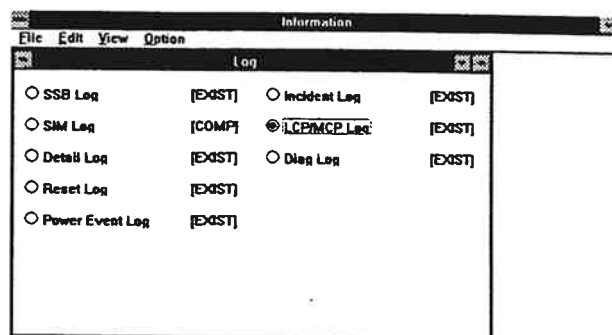 Information
File Edit View Option
Log
SSB Log [EXIST] Incident Log [EXIST]
SIM Log [COMP] LCP/MCP Log [EXIST]
Detail Log [EXIST] Diag Log [EXIST]
Reset Log [EXIST]
Power Event Log [EXIST]